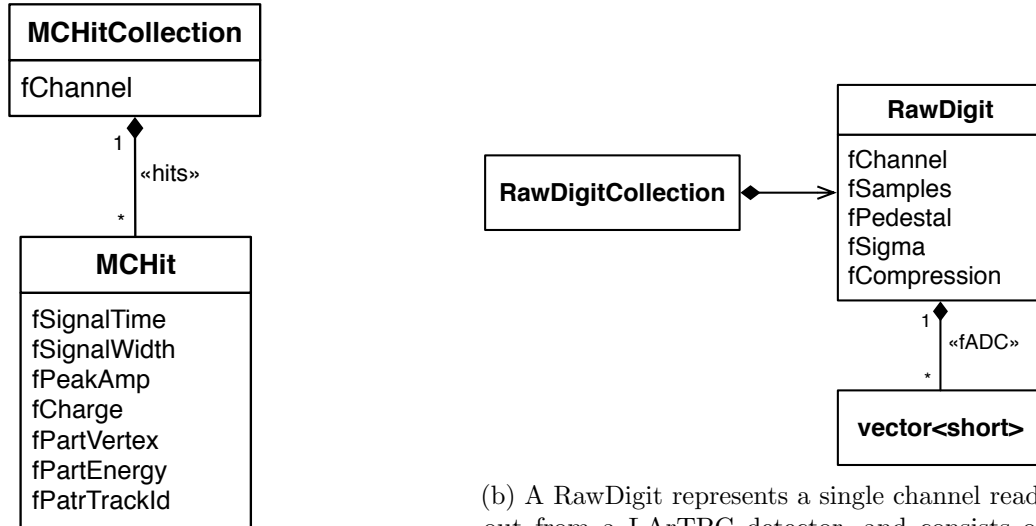 MCHitCollection
fChannel
1
«hits»
*
MCHit
fSignalTime
fSignalWidth
fPeakAmp
fCharge
fPartVertex
fPartEnergy
fPatrTrackId
RawDigitCollection
RawDigit
fChannel
fSamples
fPedestal
fSigma
fCompression
1
«fADC»
*
vector<short>
(b) A RawDigit represents a single channel read
out from a LArTPC detector, and consists